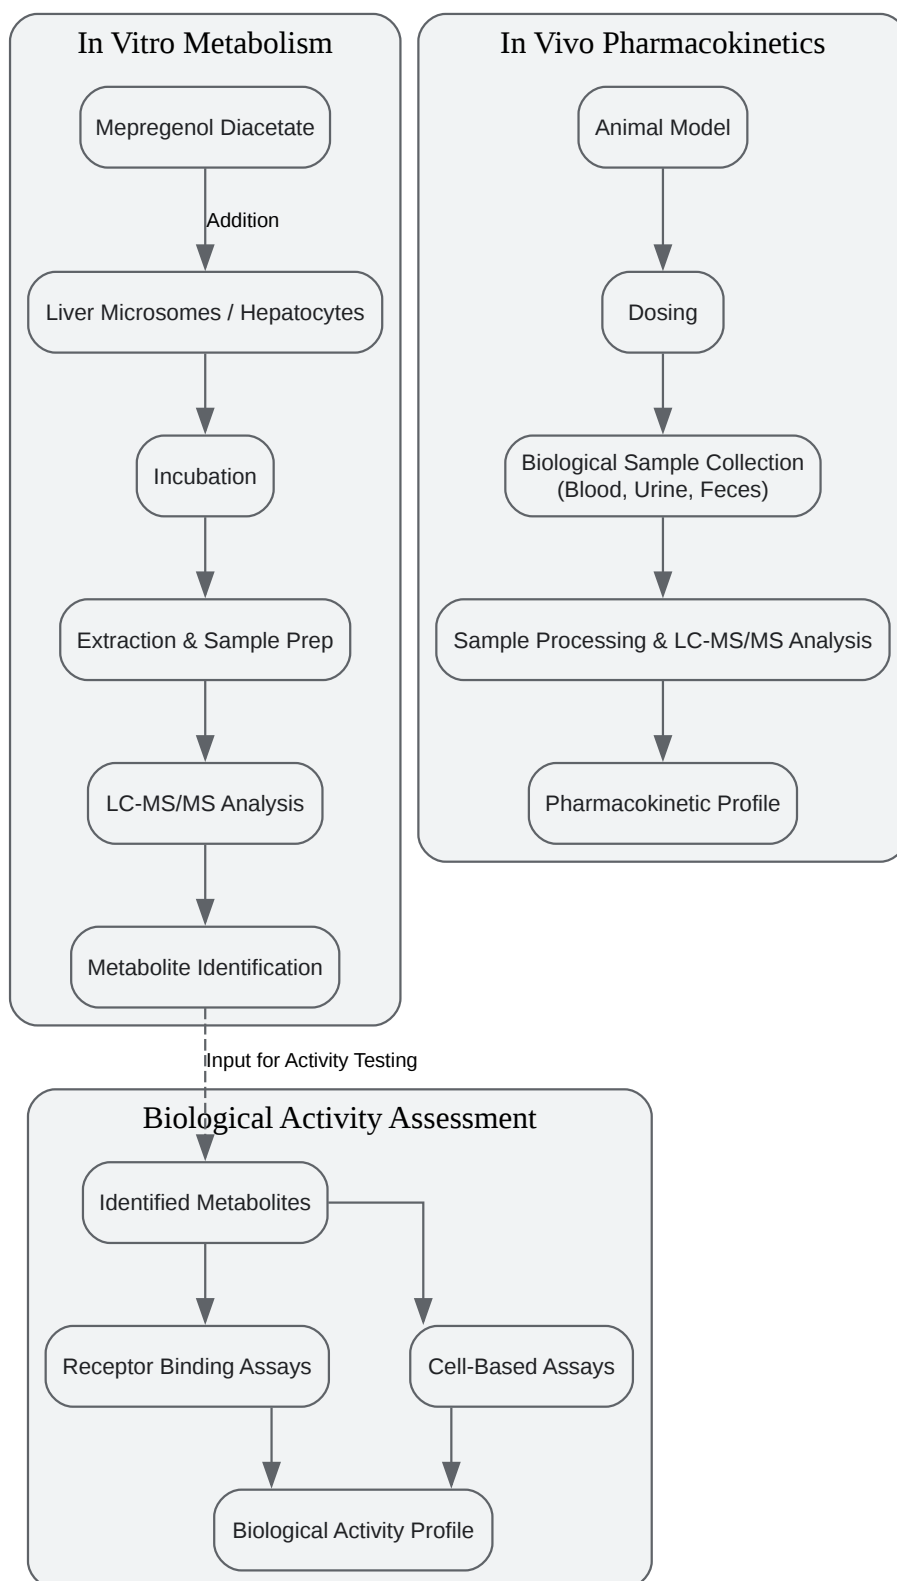 In Vitro Metabolism
Mepregenol Diacetate
Addition
Liver Microsomes / Hepatocytes
Incubation
Extraction & Sample Prep
LC-MS/MS Analysis
Metabolite Identification
In Vivo Pharmacokinetics
Animal Model
Dosing
Biological Sample Collection
(Blood, Urine, Feces)
Sample Processing & LC-MS/MS Analysis
Pharmacokinetic Profile
Input for Activity Testing
Biological Activity Assessment
Identified Metabolites
Receptor Binding Assays
Cell-Based Assays
Biological Activity Profile